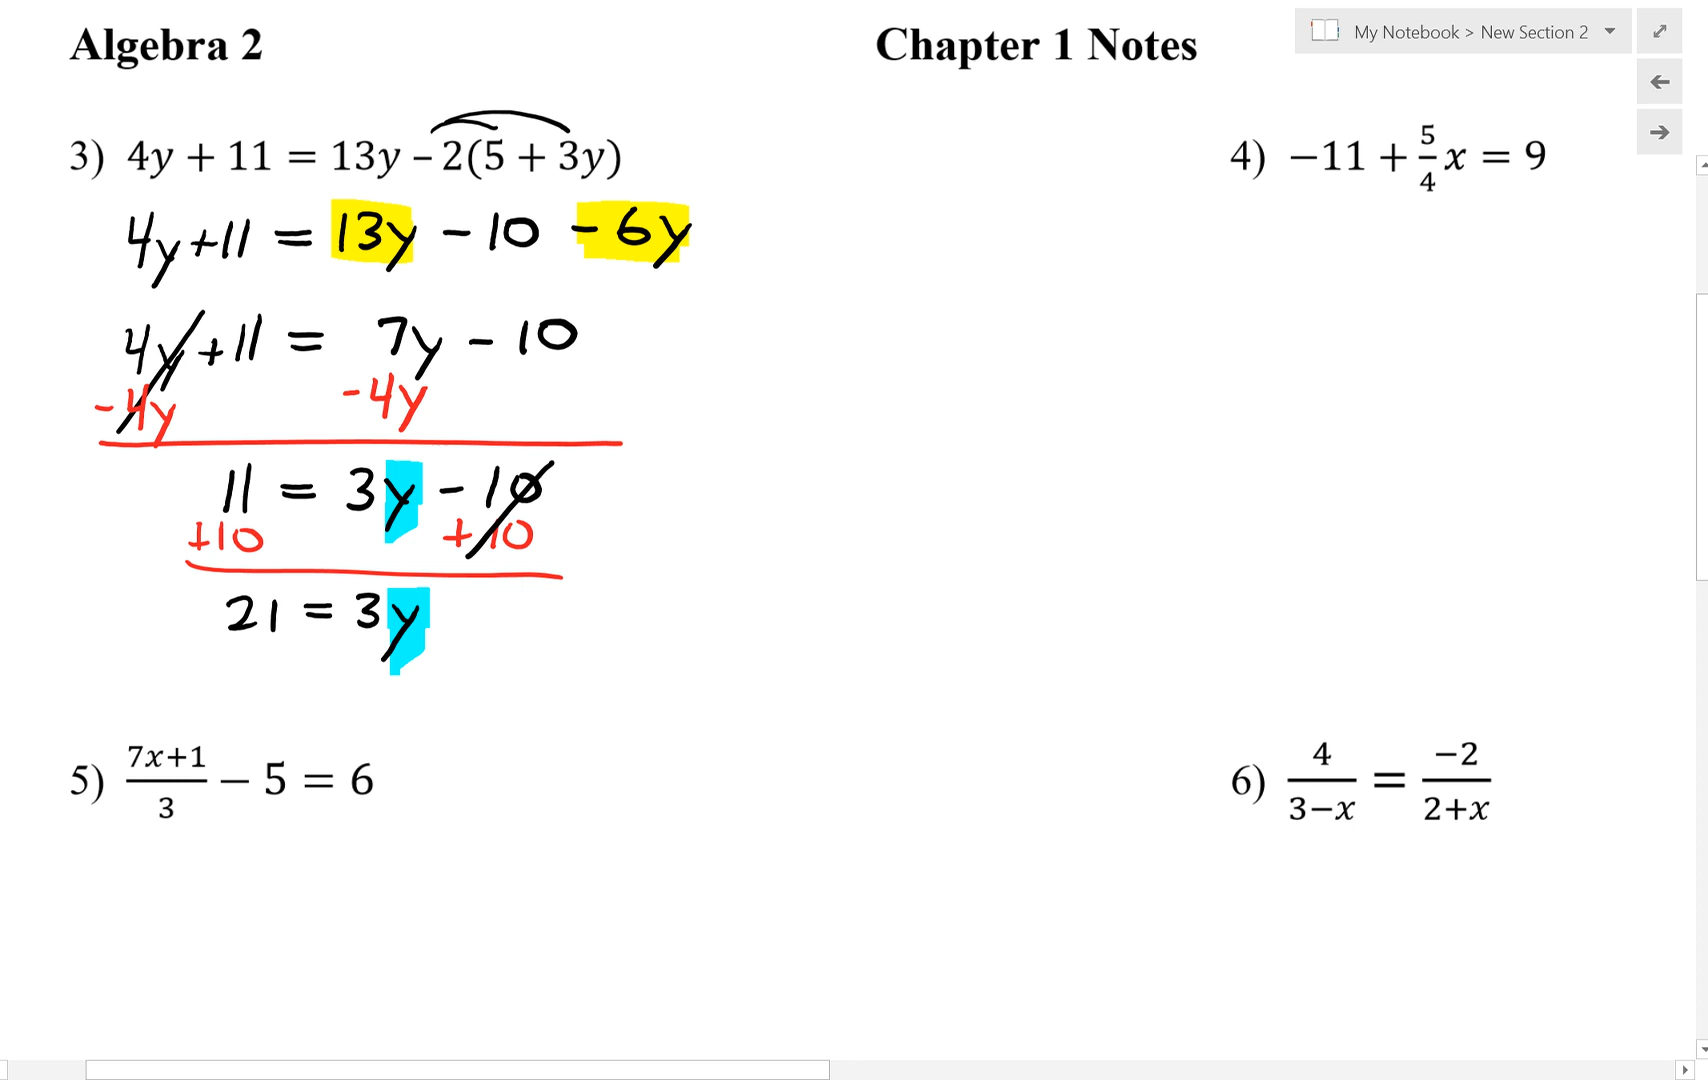 Algebra 2 Chapter 1 Notes
My Notebook > New Section 2
3) 4y + 11 = 13y − 2(5 + 3y)
4y+11 = 13y − 10 − 6y
4y+11 = 7y − 10
−4y −4y
11 = 3y − 10
+10 +10
21 = 3y
4) −11 + 5/4 x = 9
5) 7x+1/3 − 5 = 6
6) 4/3−x = −2/2+x